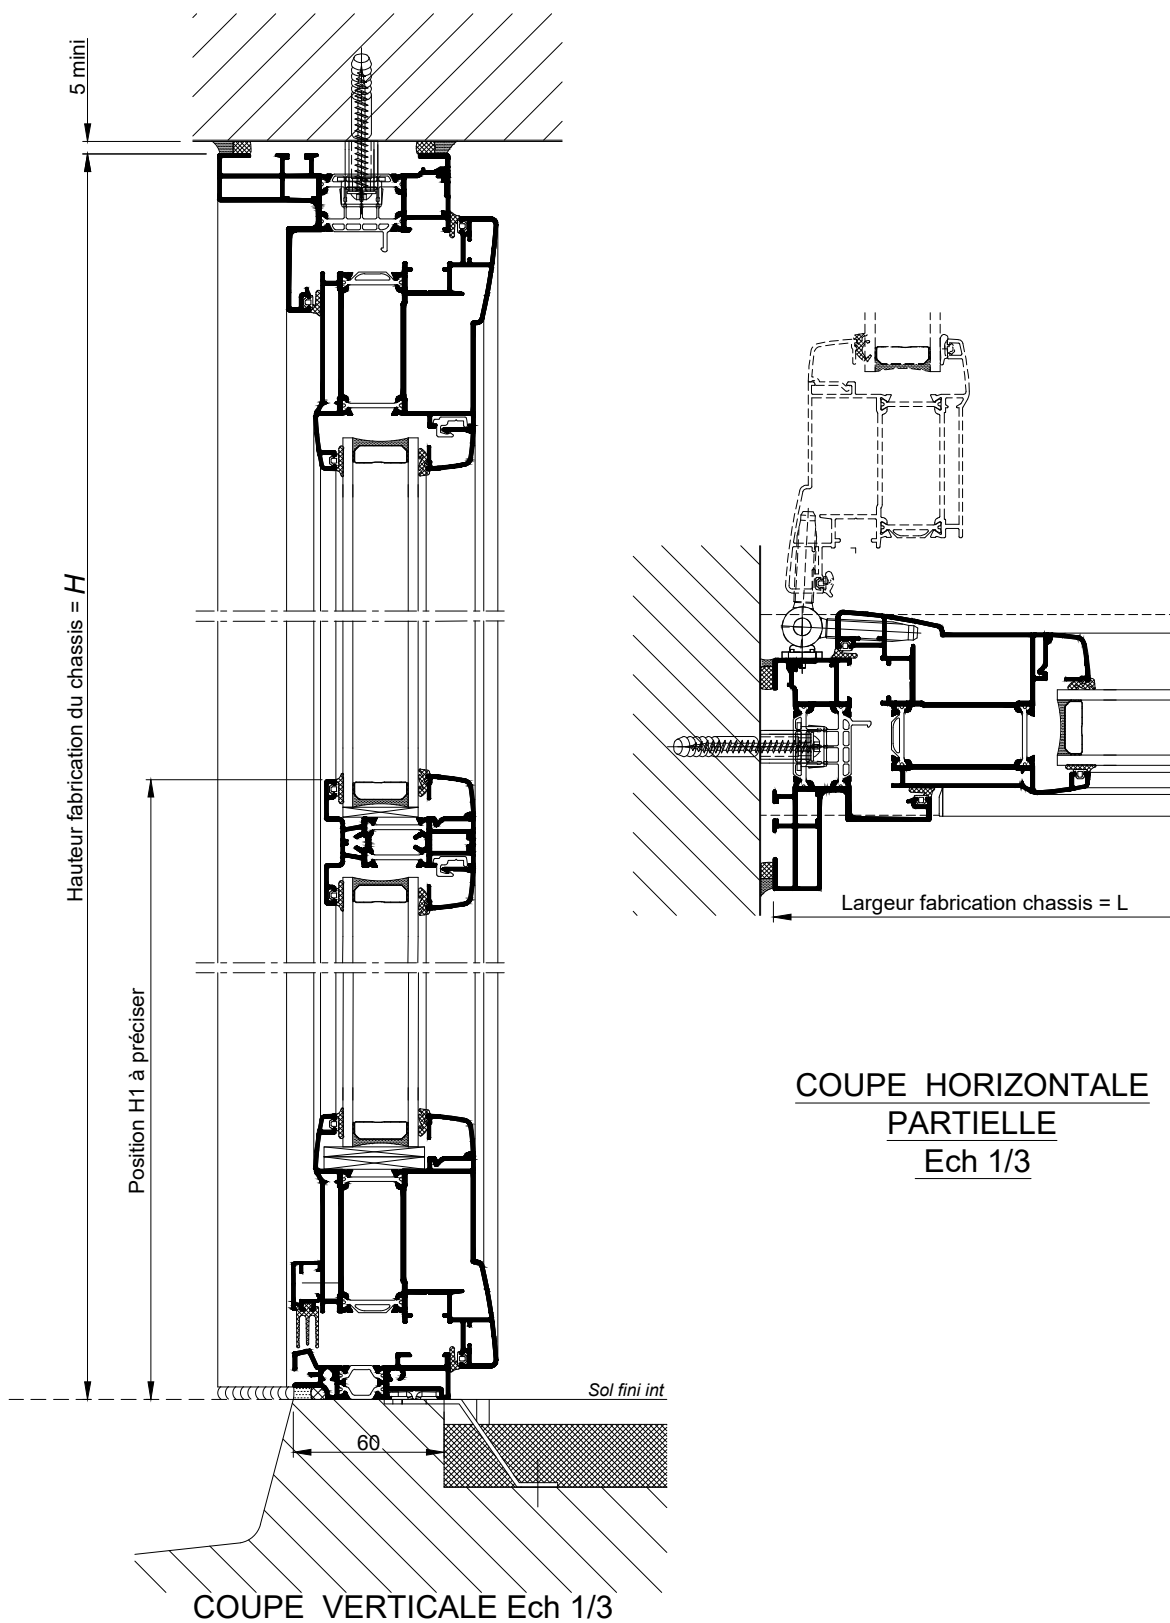 5 mini
Hauteur fabrication du chassis = H
Position H1 à préciser
Largeur fabrication chassis = L
COUPE HORIZONTALE
PARTIELLE
Ech 1/3
Sol fini int
60
COUPE VERTICALE Ech 1/3